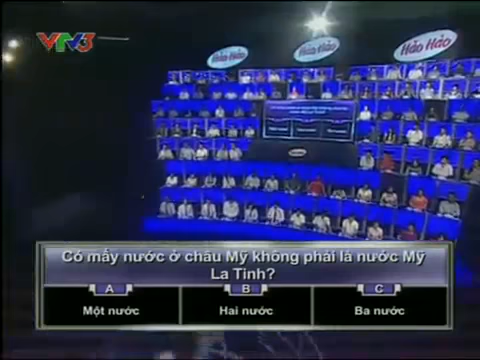 VTV3
Hảo Hảo
Hảo Hảo
Hảo Hảo
Có mấy nước ở châu Mỹ không phải là nước Mỹ
La Tinh?
A
B
C
Một nước
Hai nước
Ba nước